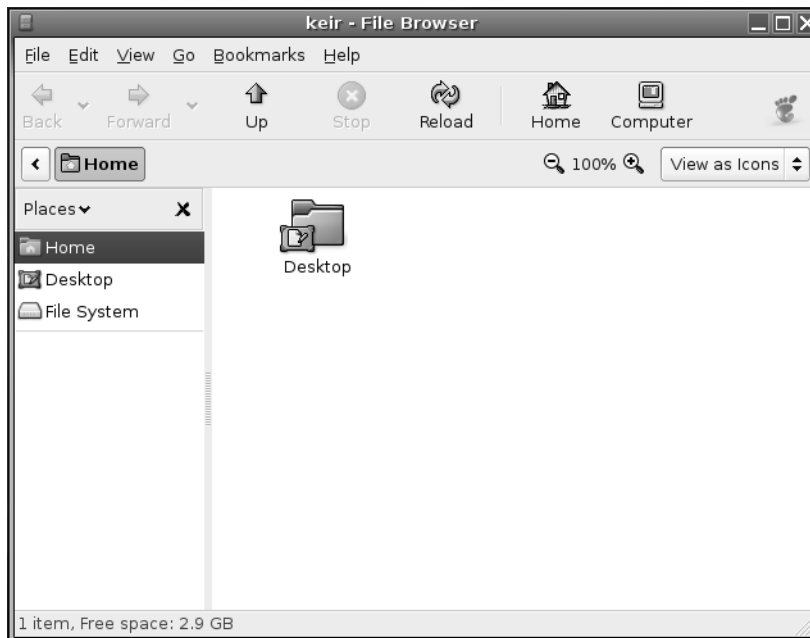 keir - File Browser
File Edit View Go Bookmarks Help
Back Forward Up Stop Reload Home Computer
Home 100% View as Icons
Places
Home
Desktop
File System
Desktop
1 item, Free space: 2.9 GB